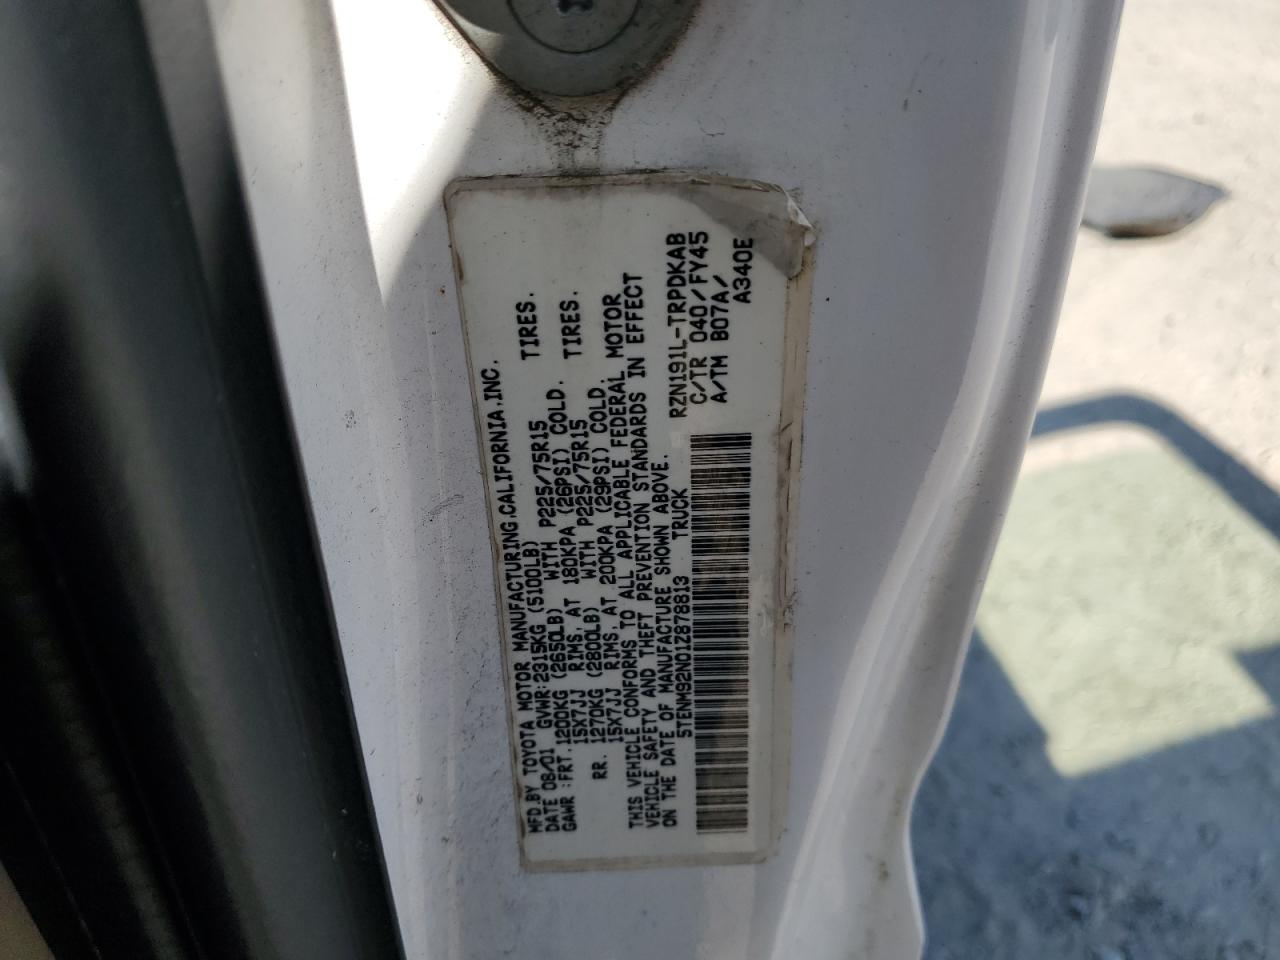 MFD.BY TOYOTA MOTOR MANUFACTURING,CALIFORNIA,INC.
DATE 08/01 GVWR:2315KG (5100LB)
GAWR :FRT.1200KG (2650LB) WITH P225/75R15 TIRES.
15X7JJ RIMS,AT 180KPA (26PSI) COLD.
RR. 1270KG (2800LB) WITH P225/75R15 TIRES.
15X7JJ RIMS,AT 200KPA (29PSI) COLD.
THIS VEHICLE CONFORMS TO ALL APPLICABLE FEDERAL MOTOR
VEHICLE SAFETY AND THEFT PREVENTION STANDARDS IN EFFECT
ON THE DATE OF MANUFACTURE SHOWN ABOVE.
5TENM92N01Z878813 TRUCK
RZN191L-TRPDKAB
C/TR 040/FY45
A/TM B07A/
A340E